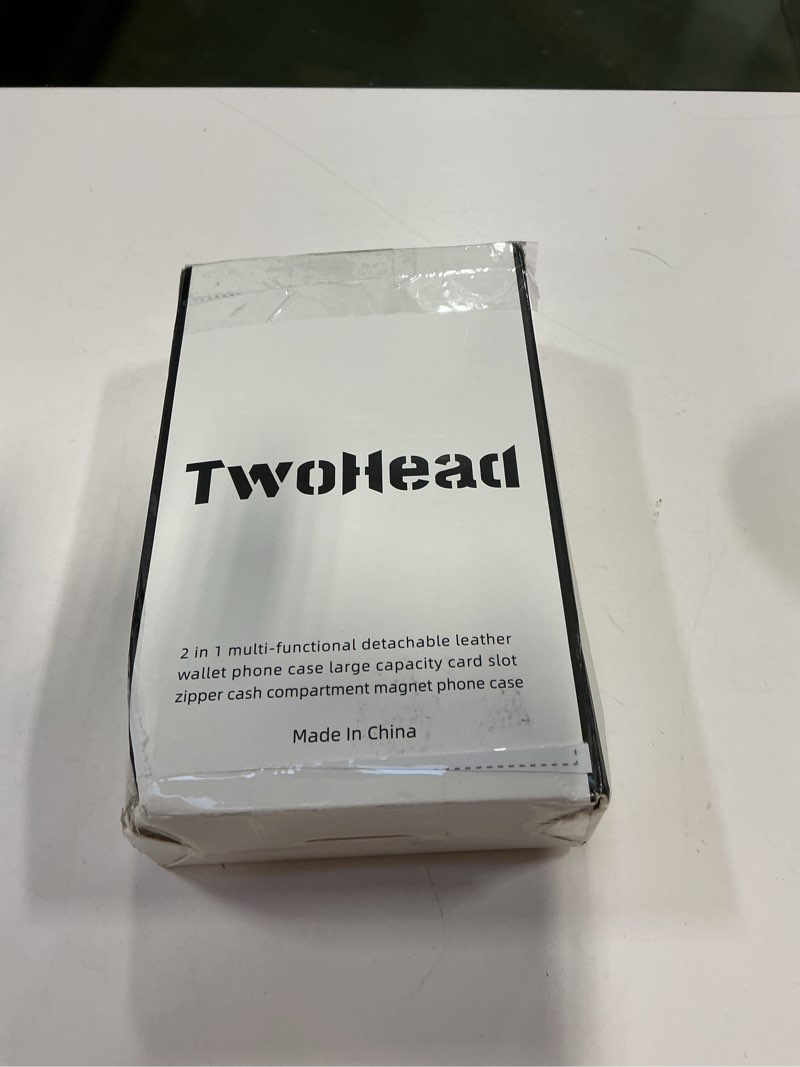 TwoHead
2 in 1 multi-functional detachable leather
wallet phone case large capacity card slot
zipper cash compartment magnet phone case
Made In China